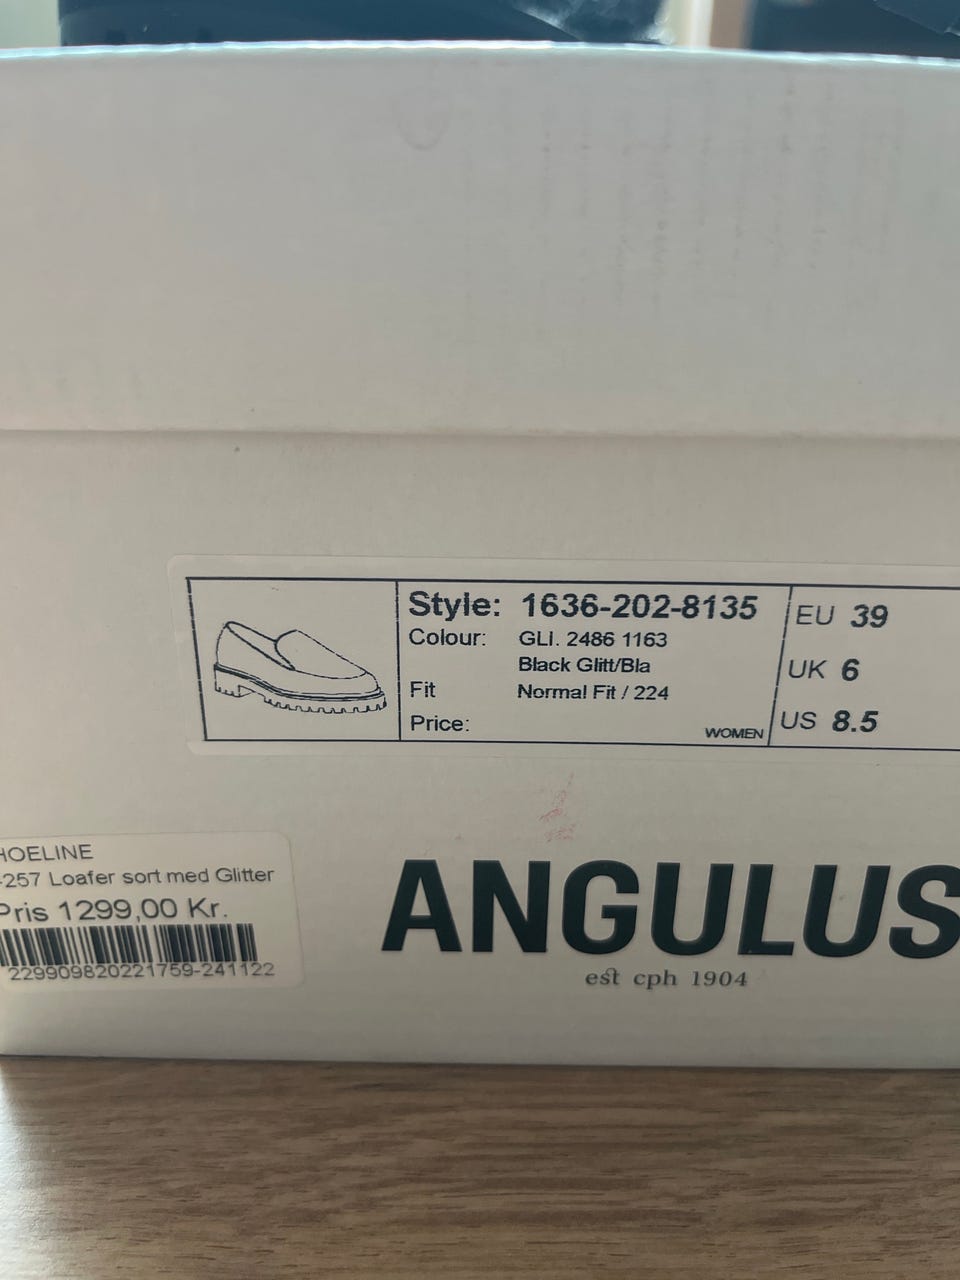 Style: 1636-202-8135
Colour: GLI. 2486 1163
Black Glitt/Bla
Fit Normal Fit / 224
Price:
WOMEN
EU 39
UK 6
US 8.5
HOELINE
-257 Loafer sort med Glitter
Pris 1299,00 Kr.
229909820221759-241122
ANGULUS
est cph 1904